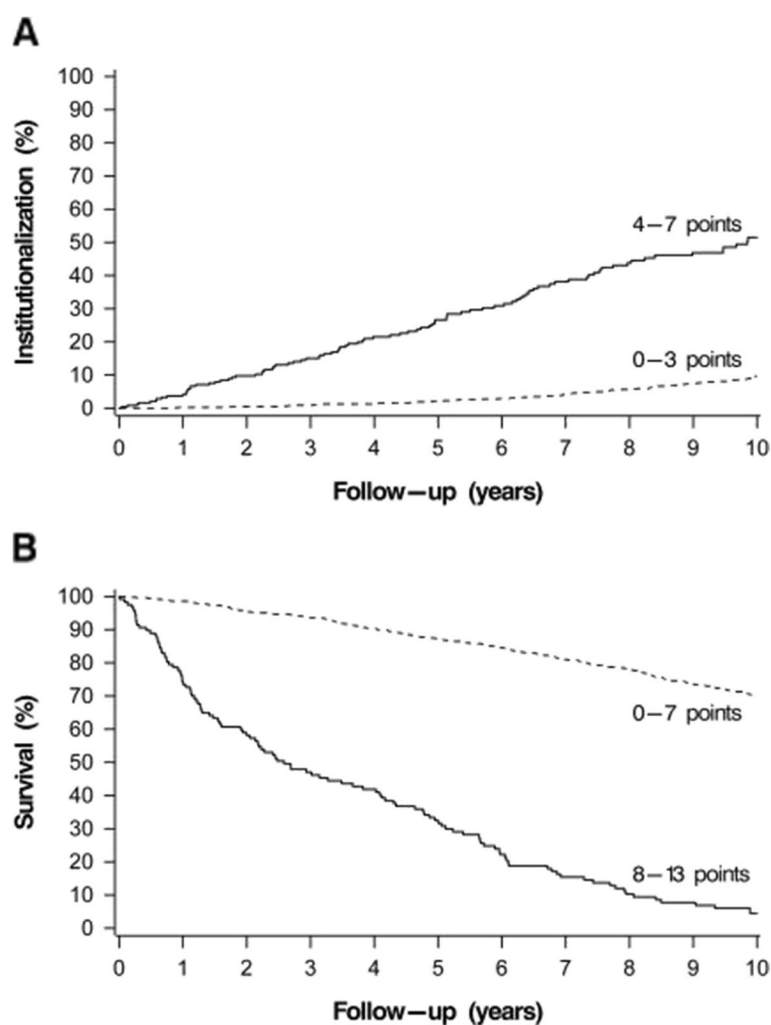 A
100
90
80
70
60
50
40
30
20
10
0
Institutionalization (%)
4–7 points
0–3 points
0 1 2 3 4 5 6 7 8 9 10
Follow–up (years)
B
100
90
80
70
60
50
40
30
20
10
0
Survival (%)
0–7 points
8–13 points
0 1 2 3 4 5 6 7 8 9 10
Follow–up (years)